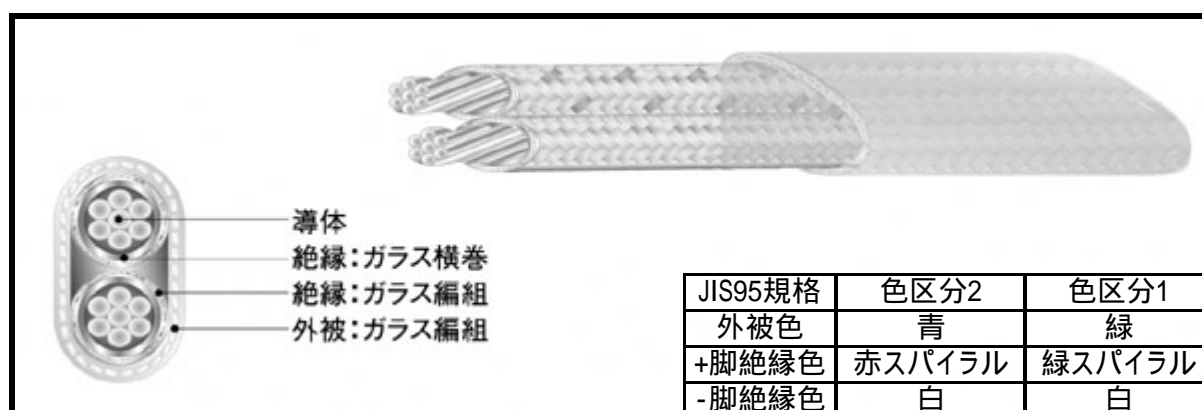 導体
絶縁：ガラス横巻
絶縁：ガラス編組
外被：ガラス編組
JIS95規格 色区分2 色区分1
外被色 青 緑
+脚絶縁色 赤スパイラル 緑スパイラル
-脚絶縁色 白 白